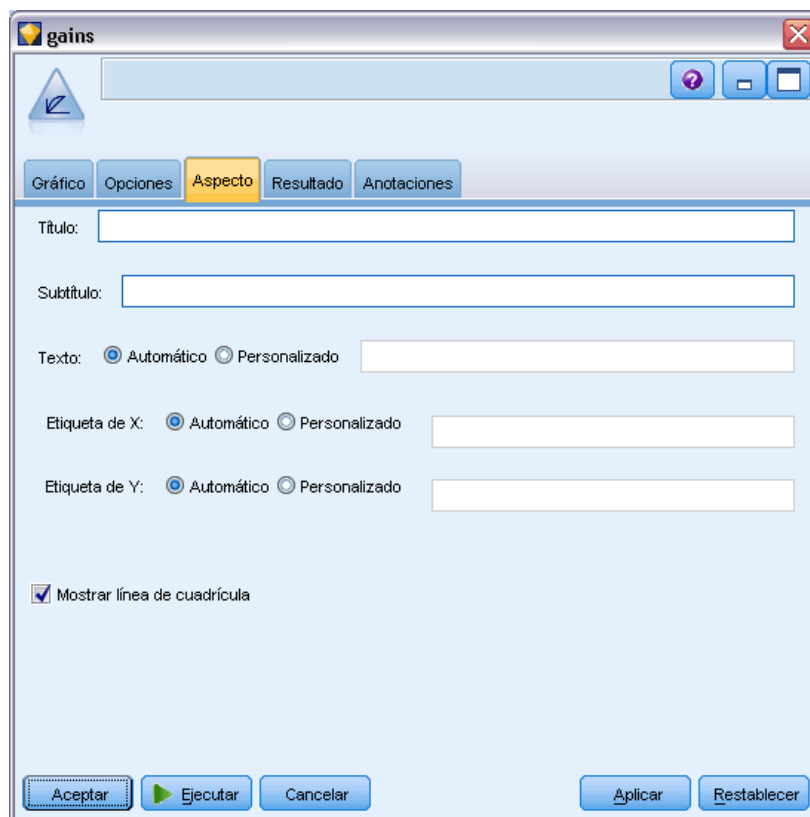 gains
Gráfico Opciones Aspecto Resultado Anotaciones
Título:
Subtítulo:
Texto: Automático Personalizado
Etiqueta de X: Automático Personalizado
Etiqueta de Y: Automático Personalizado
Mostrar línea de cuadrícula
Aceptar Ejecutar Cancelar Aplicar Restablecer